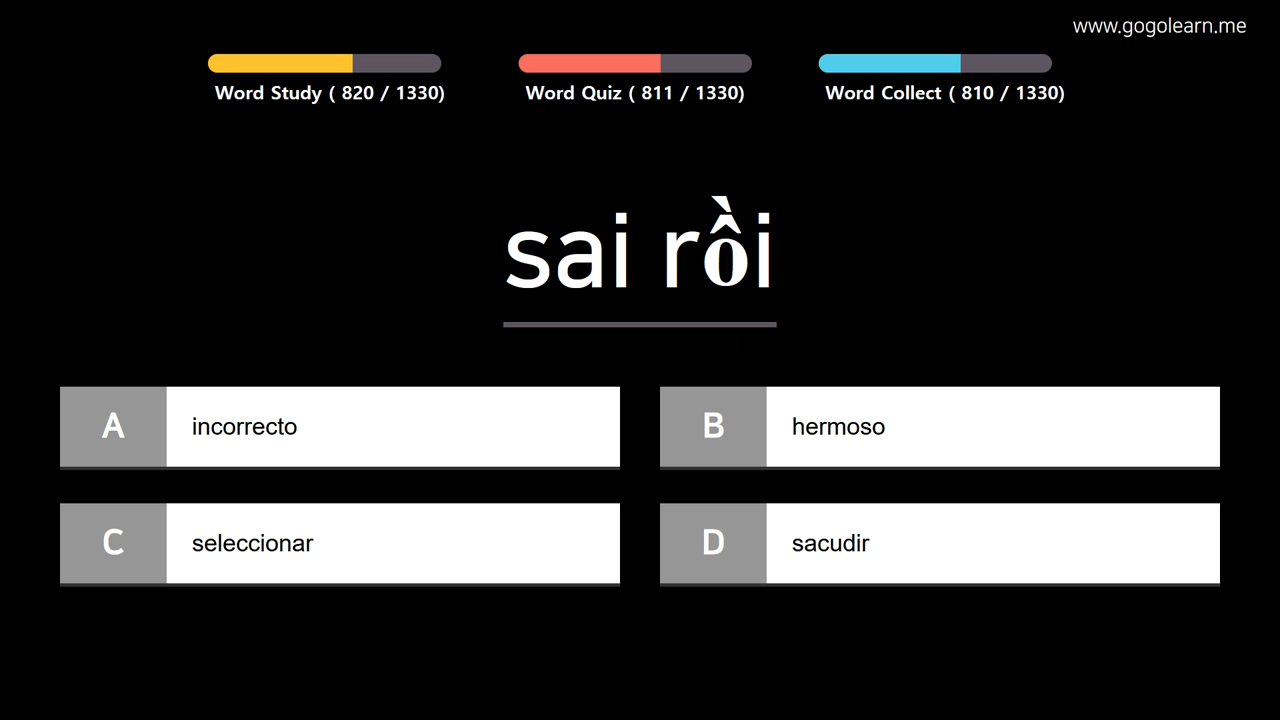 www.gogolearn.me
Word Study ( 820 / 1330)
Word Quiz ( 811 / 1330)
Word Collect ( 810 / 1330)
sai rồi
A incorrecto
B hermoso
C seleccionar
D sacudir